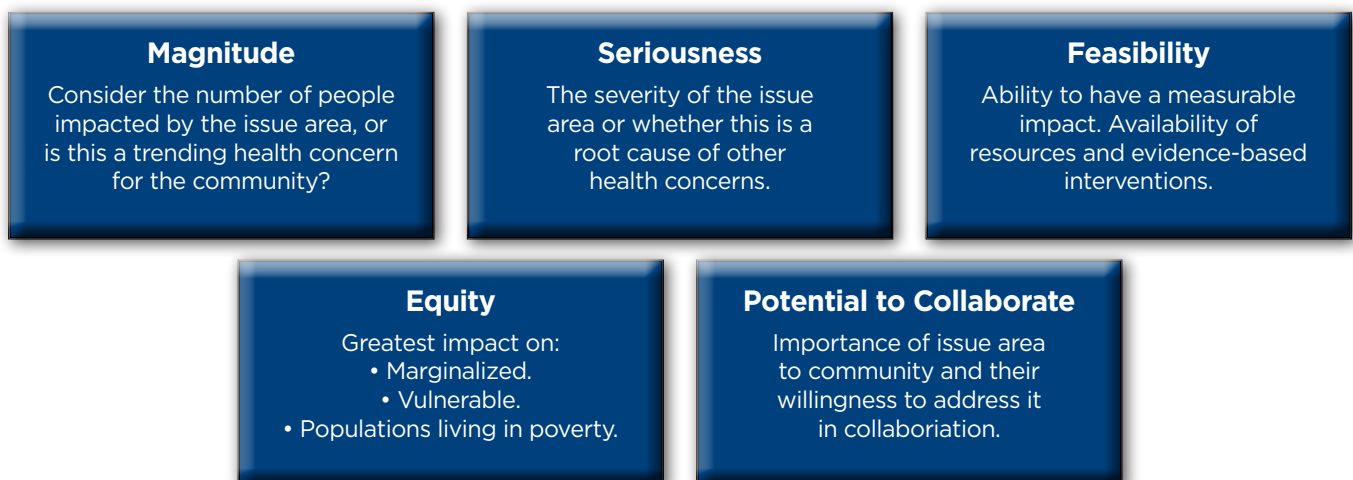 Magnitude
Consider the number of people
impacted by the issue area, or
is this a trending health concern
for the community?
Seriousness
The severity of the issue
area or whether this is a
root cause of other
health concerns.
Feasibility
Ability to have a measurable
impact. Availability of
resources and evidence-based
interventions.
Equity
Greatest impact on:
• Marginalized.
• Vulnerable.
• Populations living in poverty.
Potential to Collaborate
Importance of issue area
to community and their
willingness to address it
in collaboriation.